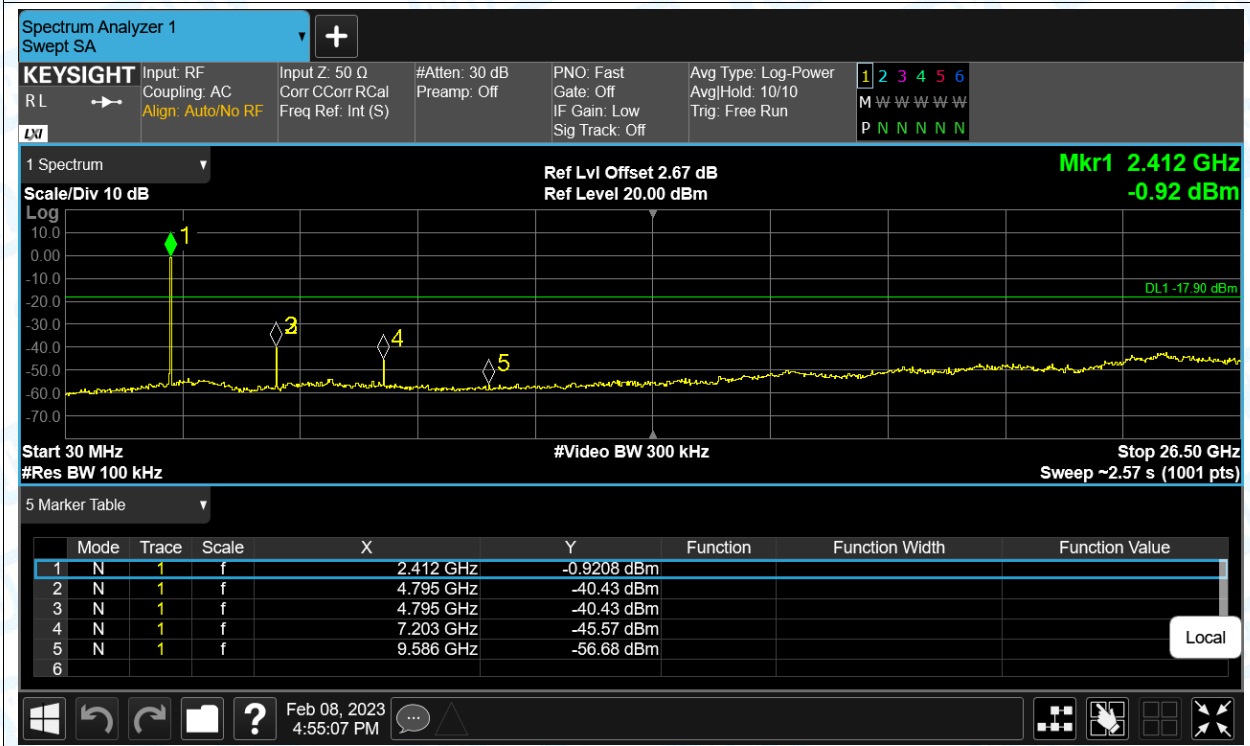 Spectrum Analyzer 1
Swept SA
+
KEYSIGHT
R L
LXI
Input: RF
Coupling: AC
Align: Auto/No RF
Input Z: 50 Ω
Corr CCorr RCal
Freq Ref: Int (S)
#Atten: 30 dB
Preamp: Off
PNO: Fast
Gate: Off
IF Gain: Low
Sig Track: Off
Avg Type: Log-Power
Avg|Hold: 10/10
Trig: Free Run
1 2 3 4 5 6
M W W W W W
P N N N N N
1 Spectrum
Scale/Div 10 dB
Ref Lvl Offset 2.67 dB
Ref Level 20.00 dBm
Mkr1 2.412 GHz
-0.92 dBm
Log
10.0
0.00
-10.0
-20.0
-30.0
-40.0
-50.0
-60.0
-70.0
1
DL1 -17.90 dBm
4
5
Start 30 MHz
#Video BW 300 kHz
Stop 26.50 GHz
#Res BW 100 kHz
Sweep ~2.57 s (1001 pts)
5 Marker Table
Mode Trace Scale X Y Function Function Width Function Value
1 N 1 f 2.412 GHz -0.9208 dBm
2 N 1 f 4.795 GHz -40.43 dBm
3 N 1 f 4.795 GHz -40.43 dBm
4 N 1 f 7.203 GHz -45.57 dBm
5 N 1 f 9.586 GHz -56.68 dBm
6
Local
?
Feb 08, 2023
4:55:07 PM